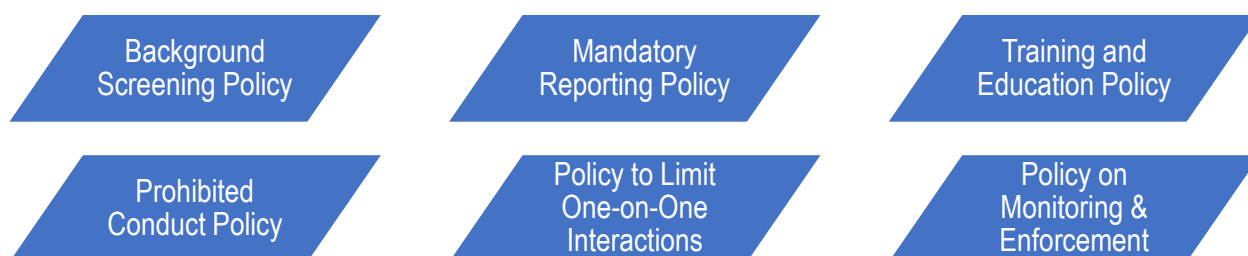 Background
Screening Policy
Mandatory
Reporting Policy
Training and
Education Policy
Prohibited
Conduct Policy
Policy to Limit
One-on-One
Interactions
Policy on
Monitoring &
Enforcement